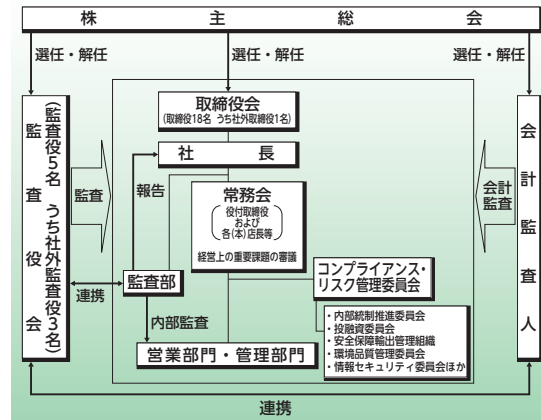 株主総会
選任・解任
選任・解任
選任・解任
取締役会
(取締役18名 うち社外取締役1名)
社長
報告
常務会
役付取締役
および
各(本)店長等
経営上の重要課題の審議
監査役会
(監査役5名 うち社外監査役3名)
監査
会計
監査
会計監査人
監査部
連携
内部監査
コンプライアンス・
リスク管理委員会
・内部統制推進委員会
・投融資委員会
・安全保障輸出管理組織
・環境品質管理委員会
・情報セキュリティ委員会ほか
営業部門・管理部門
連携